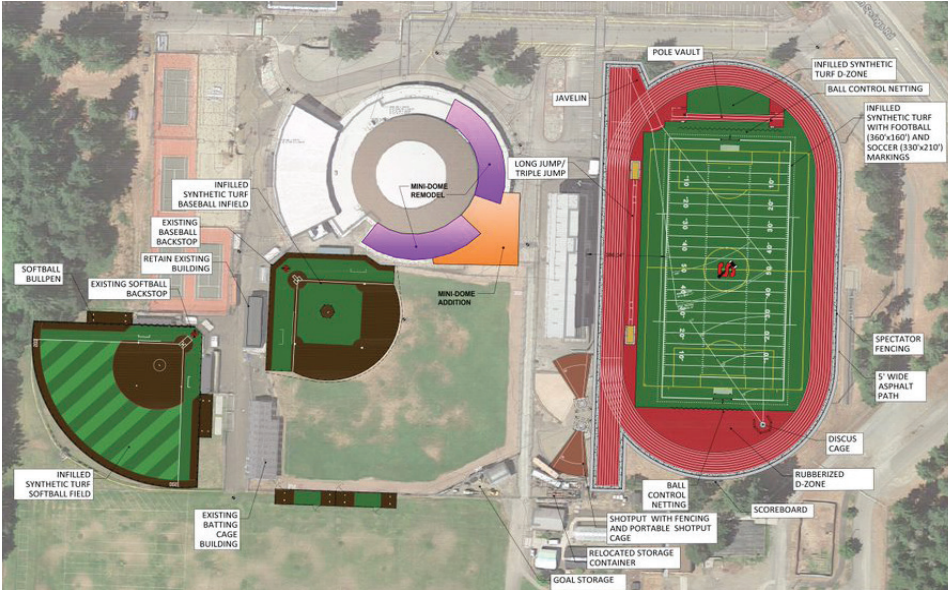 POLE VAULT
INFILLED SYNTHETIC
TURF D-ZONE
BALL CONTROL NETTING
JAVELIN
INFILLED
SYNTHETIC TURF
WITH FOOTBALL
(360'x160') AND
SOCCER (330'x210')
MARKINGS
LONG JUMP/
TRIPLE JUMP
MINI-DOME
REMODEL
INFILLED
SYNTHETIC TURF
BASEBALL INFIELD
EXISTING
BASEBALL
BACKSTOP
RETAIN EXISTING
BUILDING
SOFTBALL
BULLPEN
EXISTING SOFTBALL
BACKSTOP
MINI-DOME
ADDITION
SPECTATOR
FENCING
5' WIDE
ASPHALT
PATH
DISCUS
CAGE
RUBBERIZED
D-ZONE
SCOREBOARD
INFILLED
SYNTHETIC TURF
SOFTBALL FIELD
EXISTING
BATTING
CAGE
BUILDING
BALL
CONTROL
NETTING
SHOTPUT WITH FENCING
AND PORTABLE SHOTPUT
CAGE
RELOCATED STORAGE
CONTAINER
GOAL STORAGE